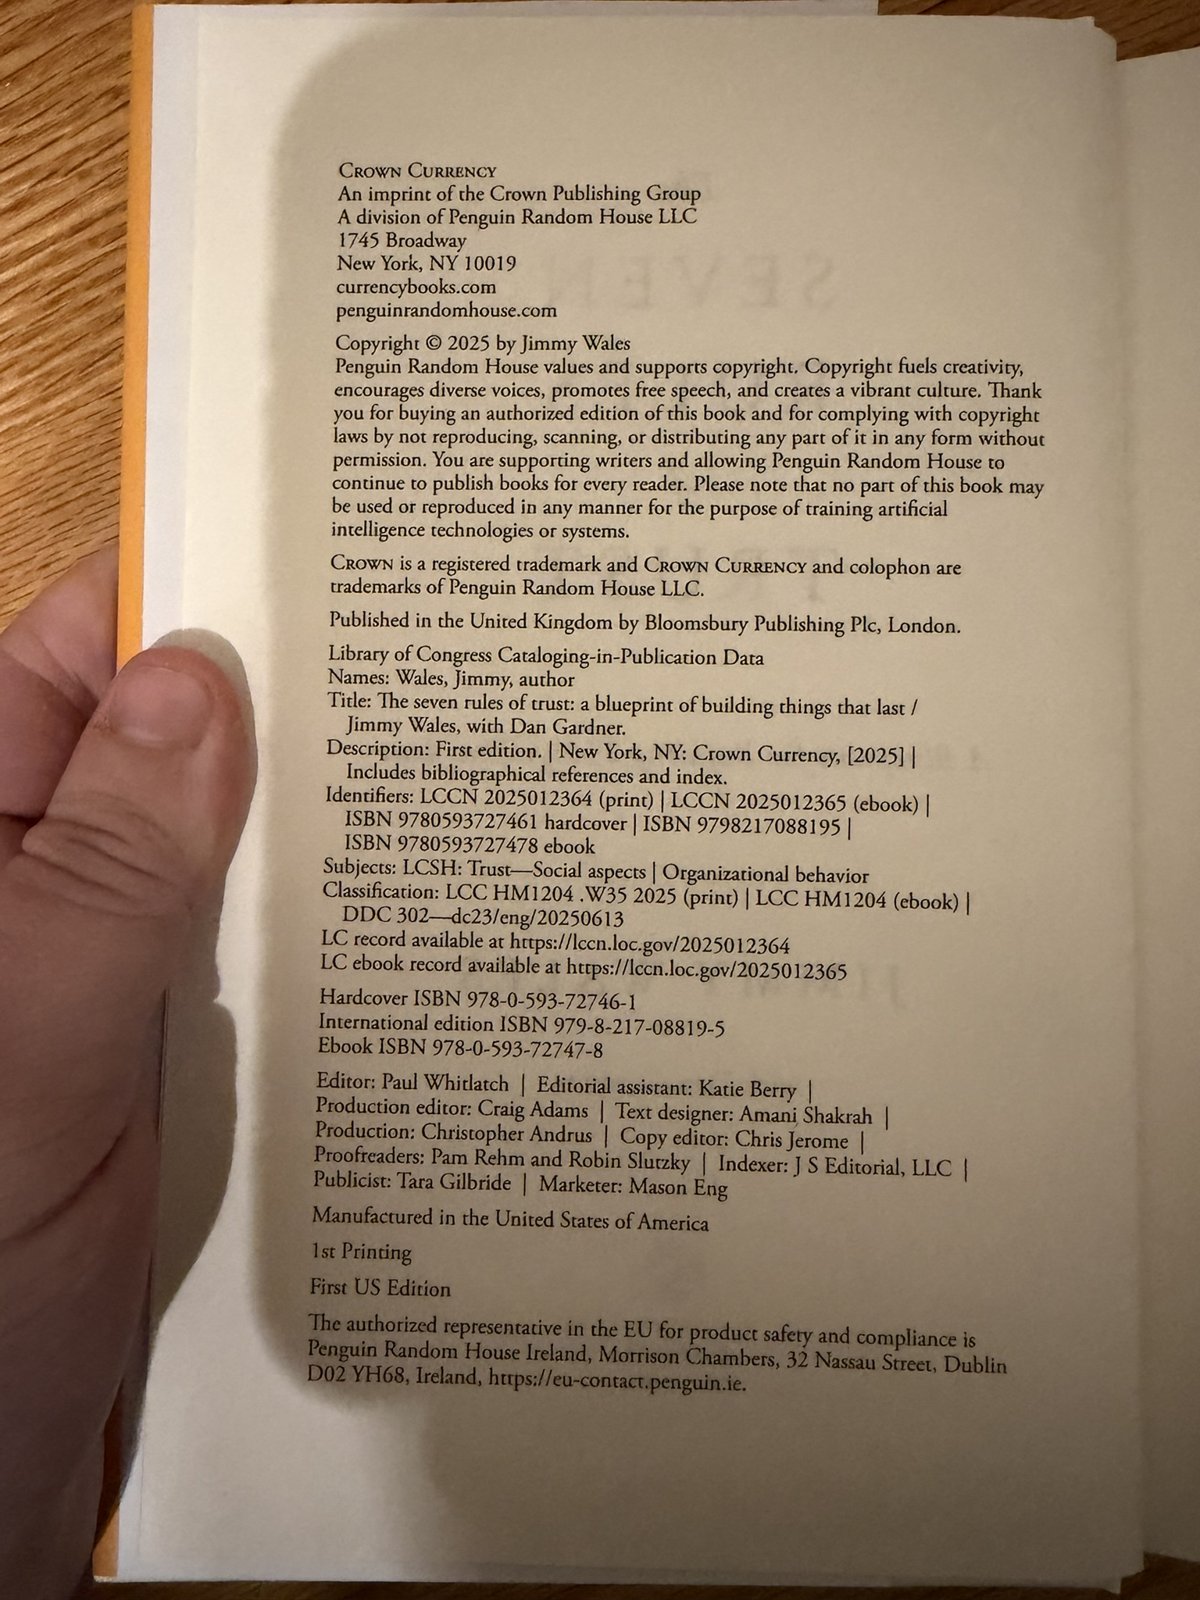 CROWN CURRENCY
An imprint of the Crown Publishing Group
A division of Penguin Random House LLC
1745 Broadway
New York, NY 10019
currencybooks.com
penguinrandomhouse.com
Copyright © 2025 by Jimmy Wales
Penguin Random House values and supports copyright. Copyright fuels creativity,
encourages diverse voices, promotes free speech, and creates a vibrant culture. Thank
you for buying an authorized edition of this book and for complying with copyright
laws by not reproducing, scanning, or distributing any part of it in any form without
permission. You are supporting writers and allowing Penguin Random House to
continue to publish books for every reader. Please note that no part of this book may
be used or reproduced in any manner for the purpose of training artificial
intelligence technologies or systems.
CROWN is a registered trademark and CROWN CURRENCY and colophon are
trademarks of Penguin Random House LLC.
Published in the United Kingdom by Bloomsbury Publishing Plc, London.
Library of Congress Cataloging-in-Publication Data
Names: Wales, Jimmy, author
Title: The seven rules of trust: a blueprint of building things that last /
Jimmy Wales, with Dan Gardner.
Description: First edition. | New York, NY: Crown Currency, [2025] |
Includes bibliographical references and index.
Identifiers: LCCN 2025012364 (print) | LCCN 2025012365 (ebook) |
ISBN 9780593727461 hardcover | ISBN 9798217088195 |
ISBN 9780593727478 ebook
Subjects: LCSH: Trust—Social aspects | Organizational behavior
Classification: LCC HM1204 .W35 2025 (print) | LCC HM1204 (ebook) |
DDC 302—dc23/eng/20250613
LC record available at https://lccn.loc.gov/2025012364
LC ebook record available at https://lccn.loc.gov/2025012365
Hardcover ISBN 978-0-593-72746-1
International edition ISBN 979-8-217-08819-5
Ebook ISBN 978-0-593-72747-8
Editor: Paul Whitlatch | Editorial assistant: Katie Berry |
Production editor: Craig Adams | Text designer: Amani Shakrah |
Production: Christopher Andrus | Copy editor: Chris Jerome |
Proofreaders: Pam Rehm and Robin Slutzky | Indexer: J S Editorial, LLC |
Publicist: Tara Gilbride | Marketer: Mason Eng
Manufactured in the United States of America
1st Printing
First US Edition
The authorized representative in the EU for product safety and compliance is
Penguin Random House Ireland, Morrison Chambers, 32 Nassau Street, Dublin
D02 YH68, Ireland, https://eu-contact.penguin.ie.